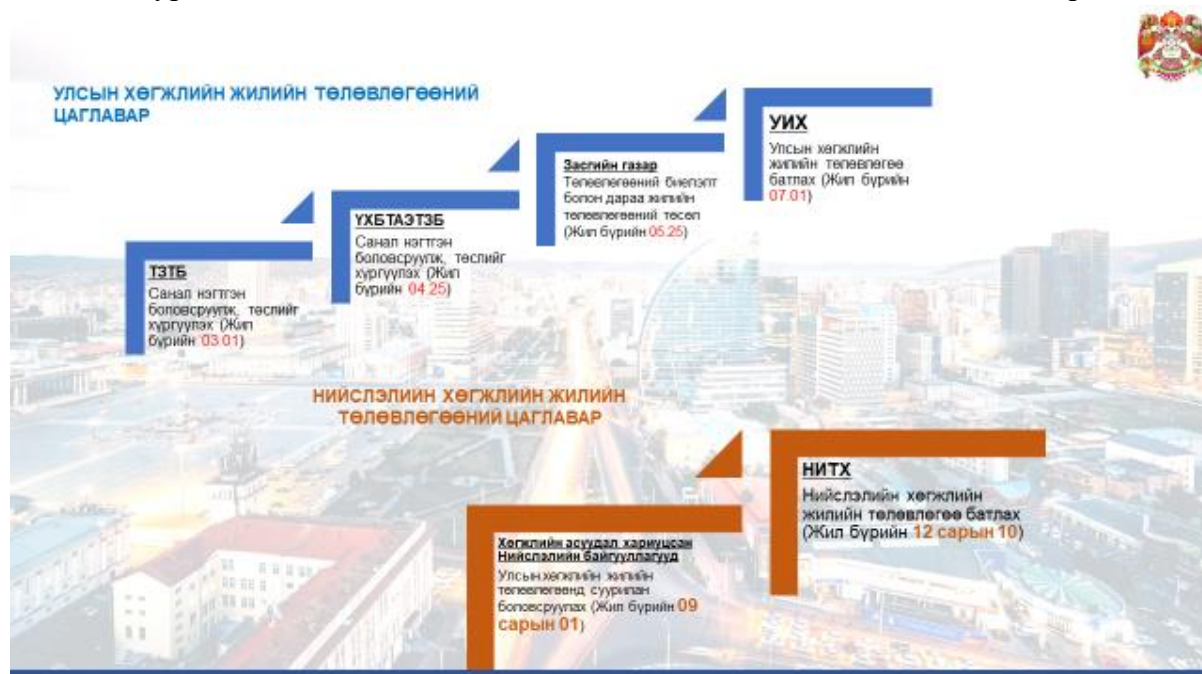 УЛСЫН ХӨГЖЛИЙН ЖИЛИЙН ТӨЛӨВЛӨГӨӨНИЙ
ЦАГЛАВАР
ТЗТБ
Санал нэгтгэн
боловсруулж, төслийг
хүргүүлэх (Жил
бүрийн 03.01)
ҮХБТАЭТЗБ
Санал нэгтгэн
боловсруулж, төслийг
хүргүүлэх (Жил
бүрийн 04.25)
Засгийн газар
Төлөвлөгөөний биелэлт
болон дараа жилийн
төлөвлөгөөний төсөл
(Жил бүрийн 05.25)
УИХ
Улсын хөгжлийн
жилийн төлөвлөгөө
батлах (Жил бүрийн
07.01)
НИЙСЛЭЛИЙН ХӨГЖЛИЙН ЖИЛИЙН
ТӨЛӨВЛӨГӨӨНИЙ ЦАГЛАВАР
Хөгжлийн асуудал хариуцсан
Нийслэлийн байгууллагууд
Улсын хөгжлийн жилийн
төлөвлөгөөнд суурилан
боловсруулах (Жил бүрийн 09
сарын 01)
НИТХ
Нийслэлийн хөгжлийн
жилийн төлөвлөгөө батлах
(Жил бүрийн 12 сарын 10)